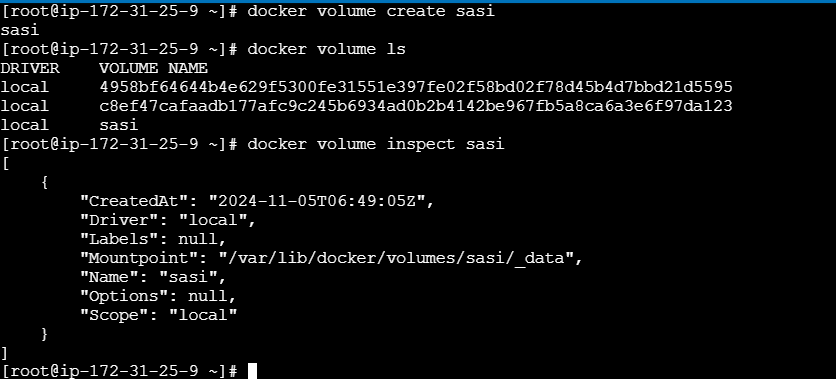 [root@ip-172-31-25-9 ~]# docker volume create sasi
sasi
[root@ip-172-31-25-9 ~]# docker volume ls
DRIVER    VOLUME NAME
local     4958bf64644b4e629f5300fe31551e397fe02f58bd02f78d45b4d7bbd21d5595
local     c8ef47cafaadb177afc9c245b6934ad0b2b4142be967fb5a8ca6a3e6f97da123
local     sasi
[root@ip-172-31-25-9 ~]# docker volume inspect sasi
[
    {
        "CreatedAt": "2024-11-05T06:49:05Z",
        "Driver": "local",
        "Labels": null,
        "Mountpoint": "/var/lib/docker/volumes/sasi/_data",
        "Name": "sasi",
        "Options": null,
        "Scope": "local"
    }
]
[root@ip-172-31-25-9 ~]#